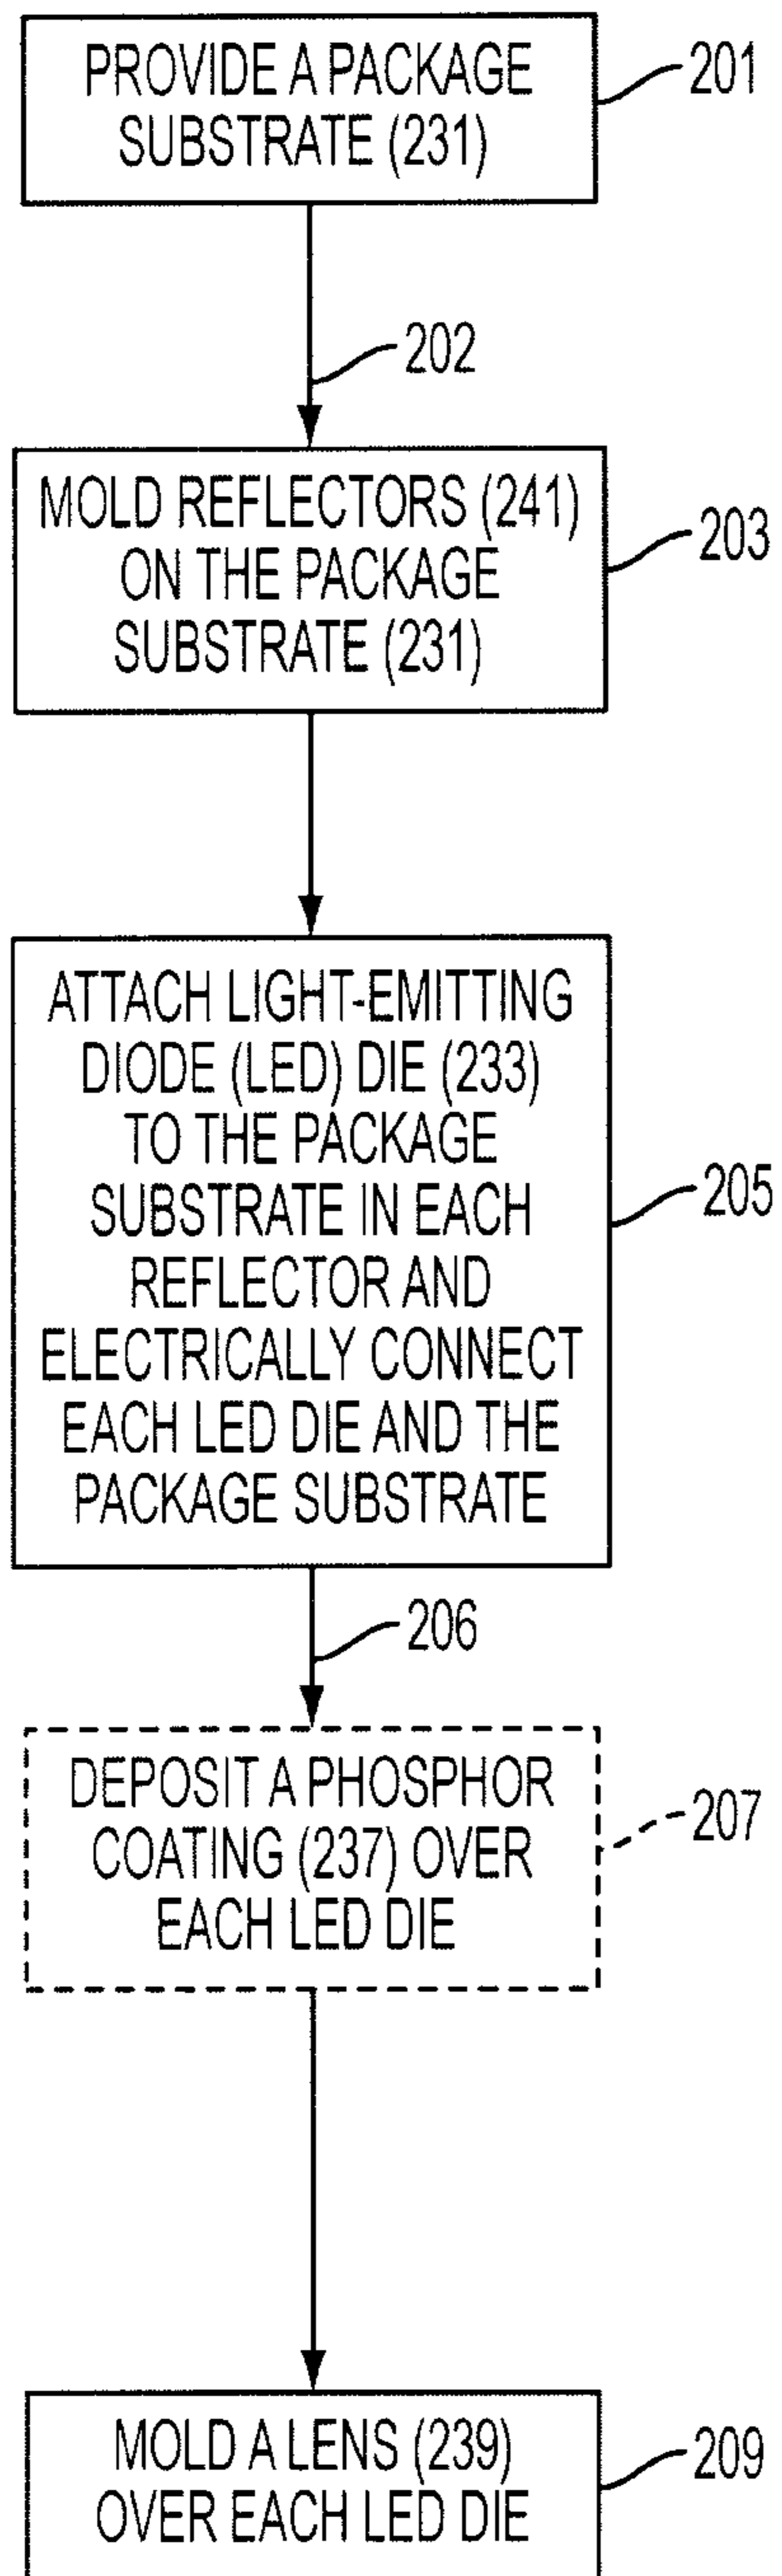 PROVIDE A PACKAGE
SUBSTRATE (231)
201
202
MOLD REFLECTORS (241)
ON THE PACKAGE
SUBSTRATE (231)
203
ATTACH LIGHT-EMITTING
DIODE (LED) DIE (233)
TO THE PACKAGE
SUBSTRATE IN EACH
REFLECTOR AND
ELECTRICALLY CONNECT
EACH LED DIE AND THE
PACKAGE SUBSTRATE
205
206
DEPOSIT A PHOSPHOR
COATING (237) OVER
EACH LED DIE
207
MOLD A LENS (239)
OVER EACH LED DIE
209